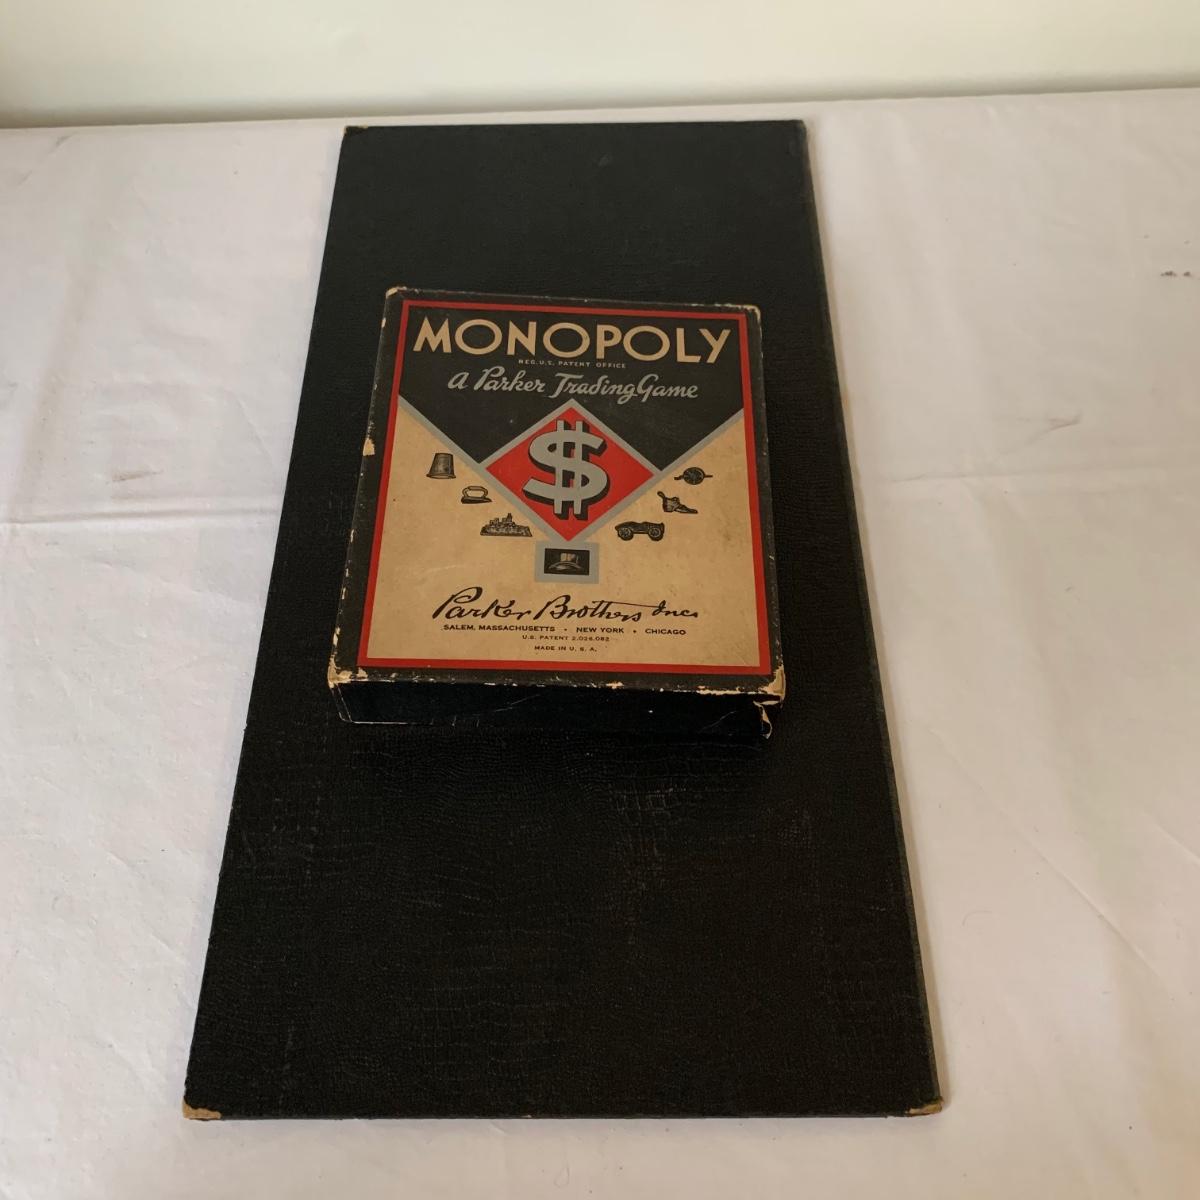 MONOPOLY
REG. U.S. PATENT OFFICE
A Parker Trading Game
$
Parker Brothers Inc.
SALEM, MASSACHUSETTS • NEW YORK • CHICAGO
U.S. PATENT 2,026,082
MADE IN U. S. A.